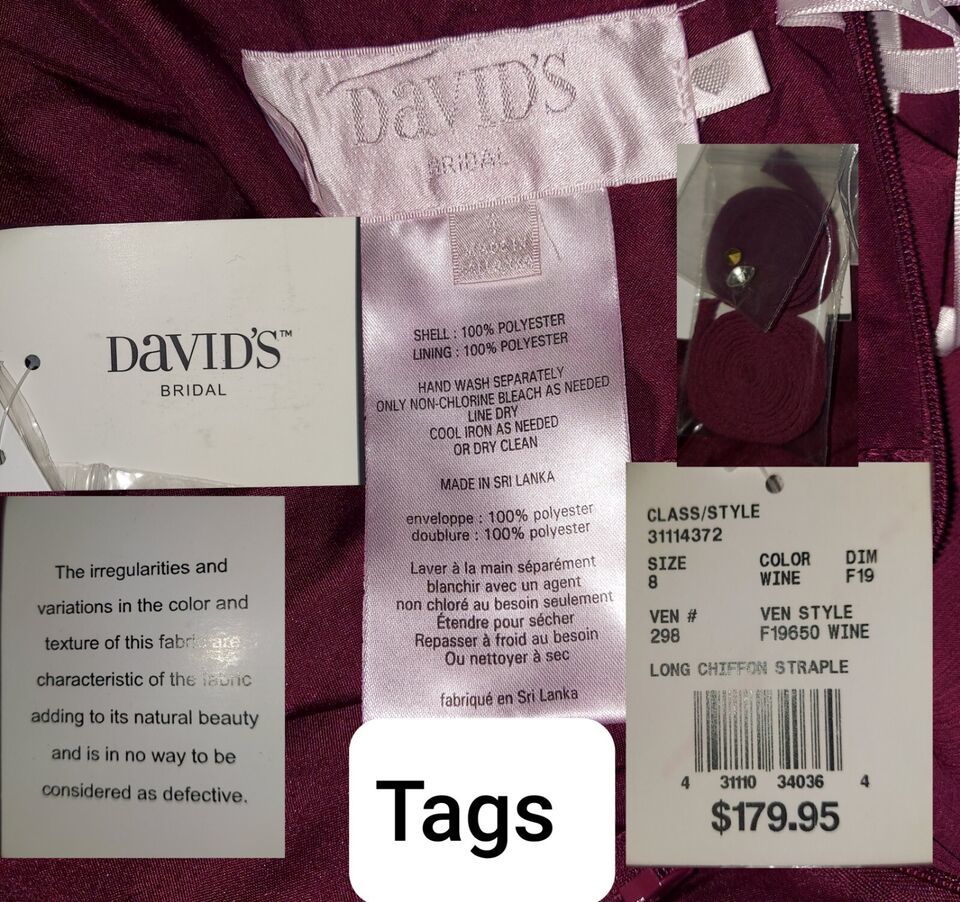 DAVID'S
BRIDAL
DAVID'S™
BRIDAL
SHELL : 100% POLYESTER
LINING : 100% POLYESTER
HAND WASH SEPARATELY
ONLY NON-CHLORINE BLEACH AS NEEDED
LINE DRY
COOL IRON AS NEEDED
OR DRY CLEAN
MADE IN SRI LANKA
enveloppe : 100% polyester
doublure : 100% polyester
Laver à la main séparément
blanchir avec un agent
non chloré au besoin seulement
Étendre pour sécher
Repasser à froid au besoin
Ou nettoyer à sec
fabriqué en Sri Lanka
The irregularities and
variations in the color and
texture of this fabric are
characteristic of the fabric
adding to its natural beauty
and is in no way to be
considered as defective.
CLASS/STYLE
31114372
SIZE COLOR DIM
8 WINE F19
VEN # VEN STYLE
298 F19650 WINE
LONG CHIFFON STRAPLE
4 31110 34036 4
$179.95
Tags